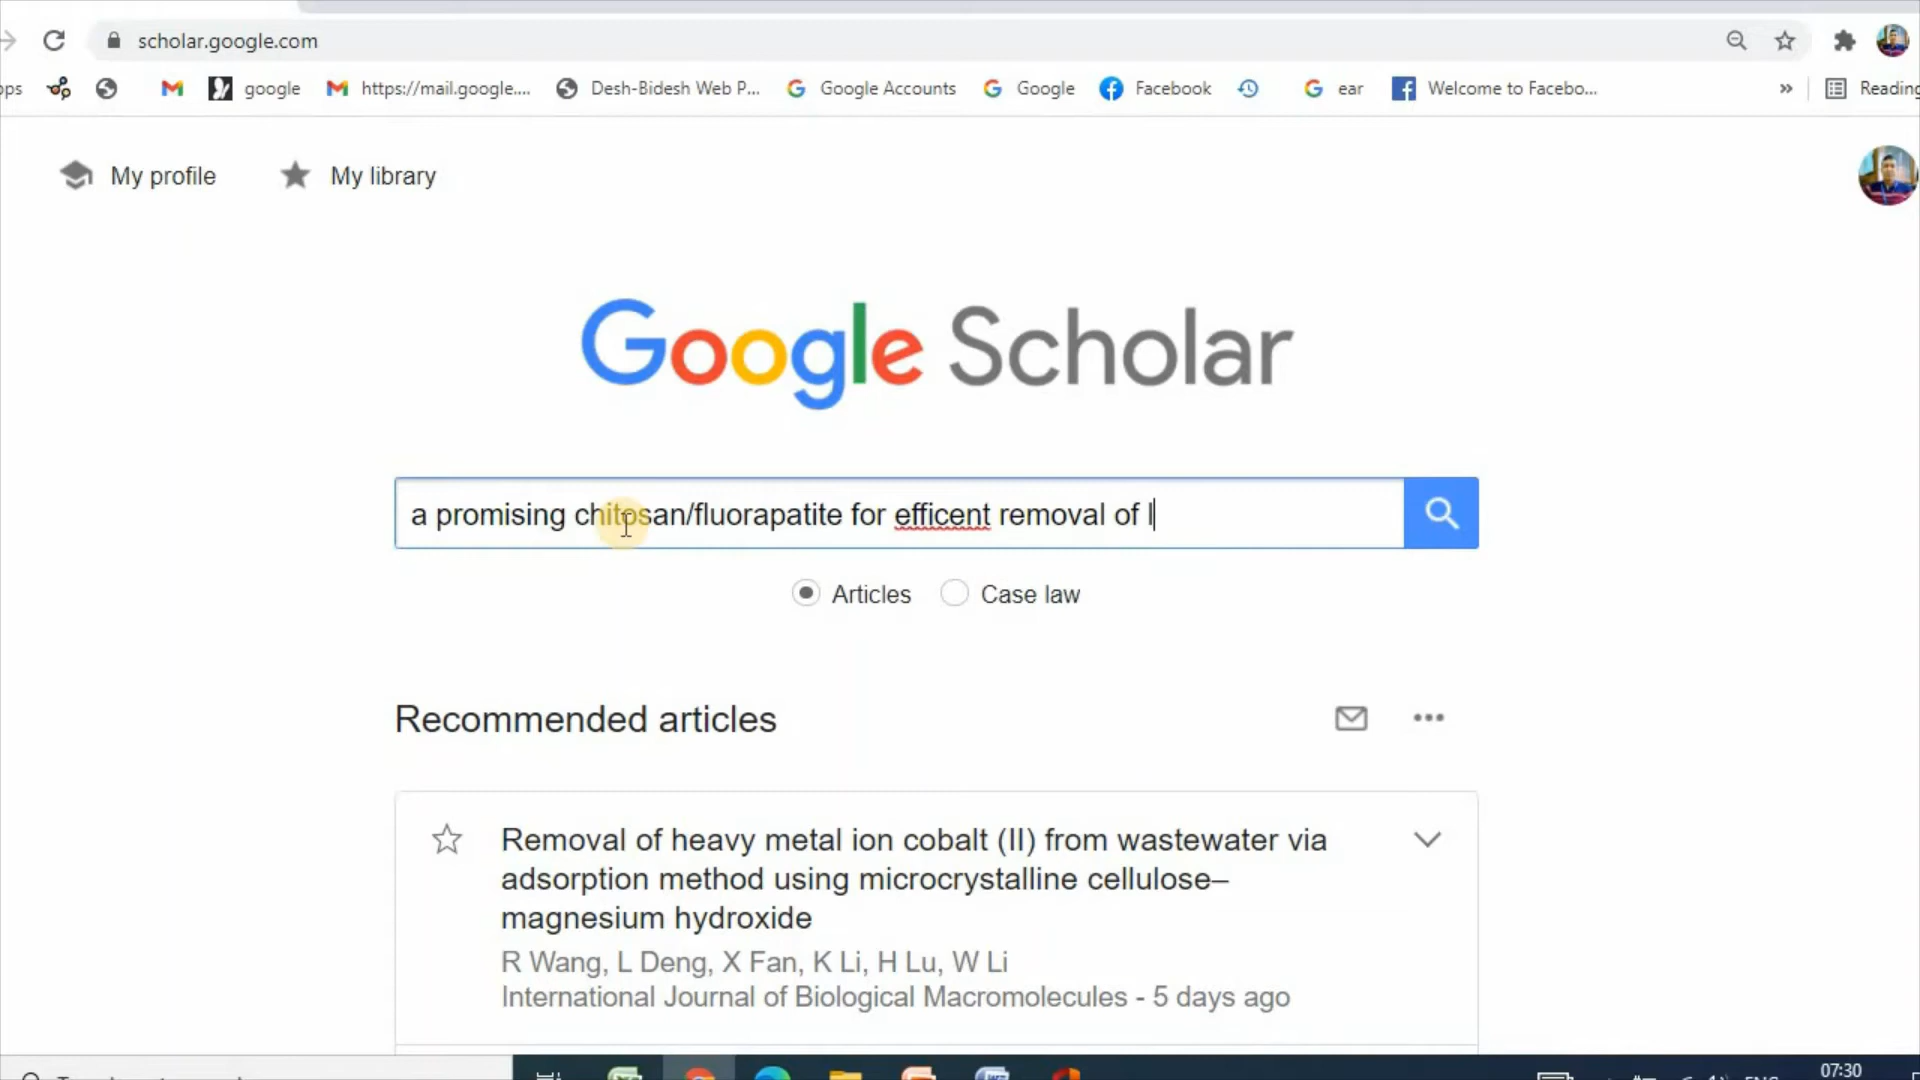 scholar.google.com
ps
google
https://mail.google....
Desh-Bidesh Web P...
Google Accounts
Google
Facebook
ear
Welcome to Facebo...
»
Reading
My profile
My library
Google Scholar
a promising chitosan/fluorapatite for efficent removal of l
Articles
Case law
Recommended articles
Removal of heavy metal ion cobalt (II) from wastewater via
adsorption method using microcrystalline cellulose–
magnesium hydroxide
R Wang, L Deng, X Fan, K Li, H Lu, W Li
International Journal of Biological Macromolecules - 5 days ago
07:30